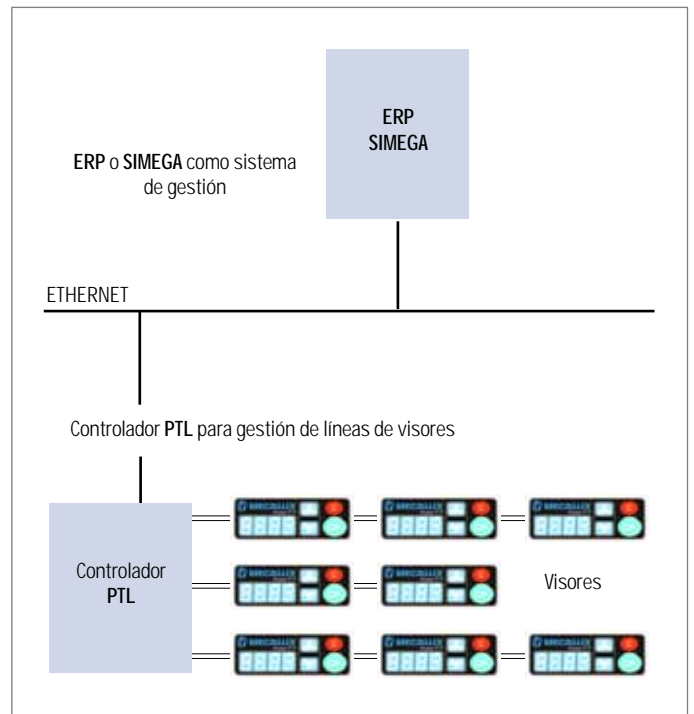 ERP
SIMEGA
ERP o SIMEGA como sistema
de gestión
ETHERNET
Controlador PTL para gestión de líneas de visores
Controlador
PTL
Visores